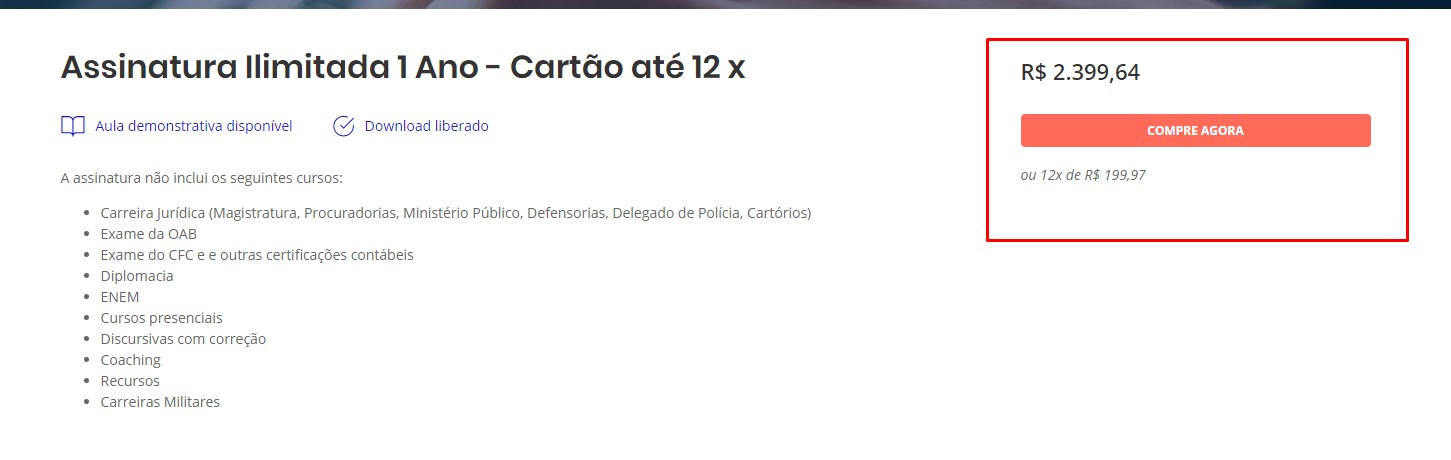 Assinatura Ilimitada 1 Ano - Cartão até 12 x
Aula demonstrativa disponível
Download liberado
A assinatura não inclui os seguintes cursos:
Carreira Jurídica (Magistratura, Procuradorias, Ministério Público, Defensorias, Delegado de Polícia, Cartórios)
Exame da OAB
Exame do CFC e e outras certificações contábeis
Diplomacia
ENEM
Cursos presenciais
Discursivas com correção
Coaching
Recursos
Carreiras Militares
R$ 2.399,64
COMPRE AGORA
ou 12x de R$ 199,97